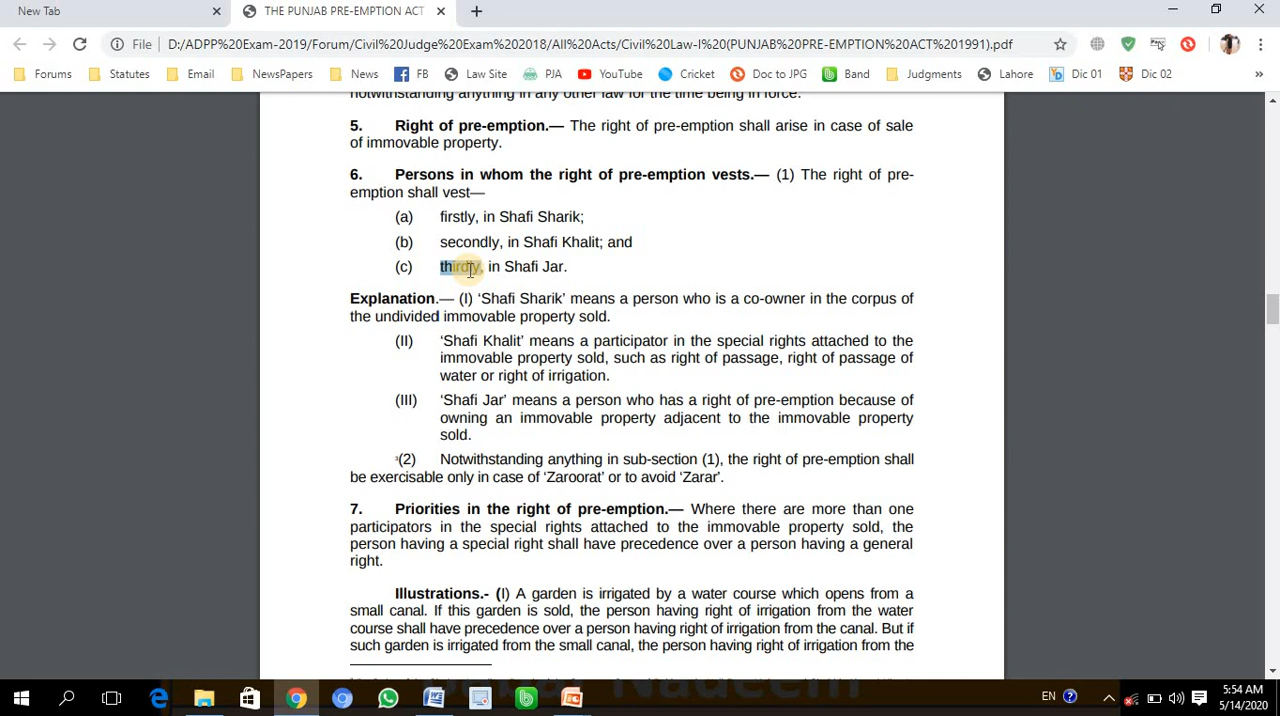 New Tab
THE PUNJAB PRE-EMPTION ACT
File | D:/ADPP%20Exam-2019/Forum/Civil%20Judge%20Exam%202018/All%20Acts/Civil%20Law-I%20(PUNJAB%20PRE-EMPTION%20ACT%201991).pdf
Forums Statutes Email NewsPapers News FB Law Site PJA YouTube Cricket Doc to JPG Band Judgments Lahore Dic 01 Dic 02 »
notwithstanding anything in any other law for the time being in force.
5. Right of pre-emption.— The right of pre-emption shall arise in case of sale
of immovable property.
6. Persons in whom the right of pre-emption vests.— (1) The right of pre-
emption shall vest—
(a) firstly, in Shafi Sharik;
(b) secondly, in Shafi Khalit; and
(c) thirdly, in Shafi Jar.
Explanation.— (I) ‘Shafi Sharik’ means a person who is a co-owner in the corpus of
the undivided immovable property sold.
(II) ‘Shafi Khalit’ means a participator in the special rights attached to the
immovable property sold, such as right of passage, right of passage of
water or right of irrigation.
(III) ‘Shafi Jar’ means a person who has a right of pre-emption because of
owning an immovable property adjacent to the immovable property
sold.
³(2) Notwithstanding anything in sub-section (1), the right of pre-emption shall
be exercisable only in case of ‘Zaroorat’ or to avoid ‘Zarar’.
7. Priorities in the right of pre-emption.— Where there are more than one
participators in the special rights attached to the immovable property sold, the
person having a special right shall have precedence over a person having a general
right.
Illustrations.- (I) A garden is irrigated by a water course which opens from a
small canal. If this garden is sold, the person having right of irrigation from the water
course shall have precedence over a person having right of irrigation from the canal. But if
such garden is irrigated from the small canal, the person having right of irrigation from the
EN
5:54 AM
5/14/2020